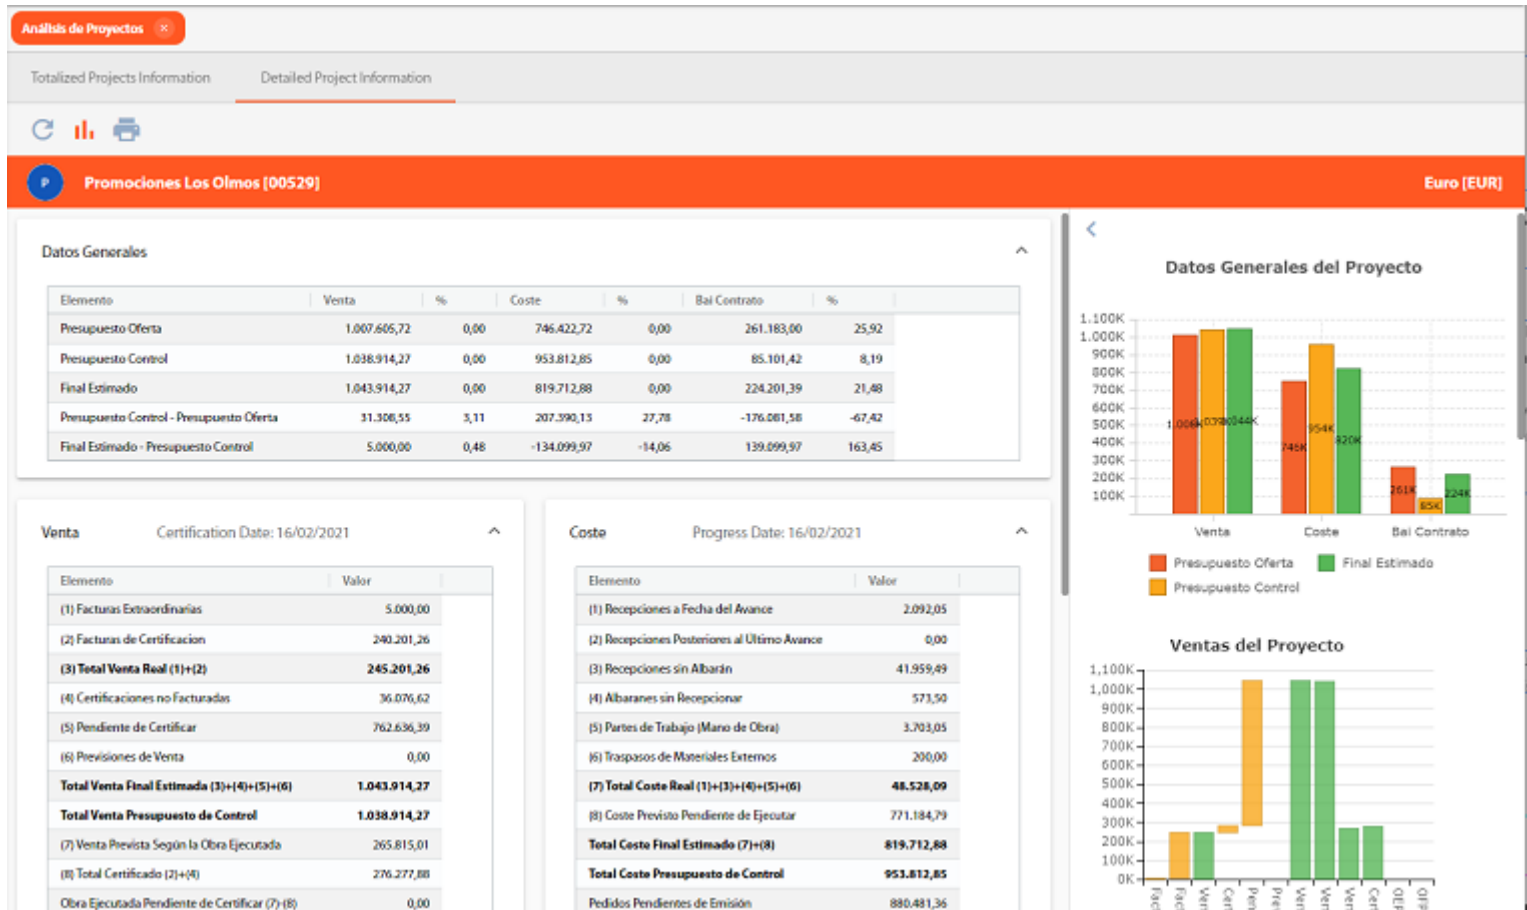 Análisis de Proyectos ×
Totalized Projects Information Detailed Project Information
P Promociones Los Olmos [00529] Euro [EUR]
Datos Generales
Elemento Venta % Coste % Bai Contrato %
Presupuesto Oferta 1.007.605,72 0,00 746.422,72 0,00 261.183,00 25,92
Presupuesto Control 1.038.914,27 0,00 953.812,85 0,00 85.101,42 8,19
Final Estimado 1.043.914,27 0,00 819.712,88 0,00 224.201,39 21,48
Presupuesto Control - Presupuesto Oferta 31.308,55 3,11 207.390,13 27,78 -176.081,58 -67,42
Final Estimado - Presupuesto Control 5.000,00 0,48 -134.099,97 -14,06 139.099,97 163,45
Venta Certification Date: 16/02/2021
Elemento Valor
(1) Facturas Extraordinarias 5.000,00
(2) Facturas de Certificacion 240.201,26
(3) Total Venta Real (1)+(2) 245.201,26
(4) Certificaciones no Facturadas 36.076,62
(5) Pendiente de Certificar 762.636,39
(6) Previsiones de Venta 0,00
Total Venta Final Estimada (3)+(4)+(5)+(6) 1.043.914,27
Total Venta Presupuesto de Control 1.038.914,27
(7) Venta Prevista Según la Obra Ejecutada 265.815,01
(8) Total Certificado (2)+(4) 276.277,88
Obra Ejecutada Pendiente de Certificar (7)-(8) 0,00
Coste Progress Date: 16/02/2021
Elemento Valor
(1) Recepciones a Fecha del Avance 2.092,05
(2) Recepciones Posteriores al Último Avance 0,00
(3) Recepciones sin Albarán 41.959,49
(4) Albaranes sin Recepcionar 573,50
(5) Partes de Trabajo (Mano de Obra) 3.703,05
(6) Traspasos de Materiales Externos 200,00
(7) Total Coste Real (1)+(3)+(4)+(5)+(6) 48.528,09
(8) Coste Previsto Pendiente de Ejecutar 771.184,79
Total Coste Final Estimado (7)+(8) 819.712,88
Total Coste Presupuesto de Control 953.812,85
Pedidos Pendientes de Emisión 880.481,36
Datos Generales del Proyecto
1.100K
1.000K
900K
800K
700K
600K
500K
400K
300K
200K
100K
746K 954K 820K
261K 85K 224K
Venta Coste Bai Contrato
Presupuesto Oferta Final Estimado
Presupuesto Control
Ventas del Proyecto
1,100K
1,000K
900K
800K
700K
600K
500K
400K
300K
200K
100K
0K